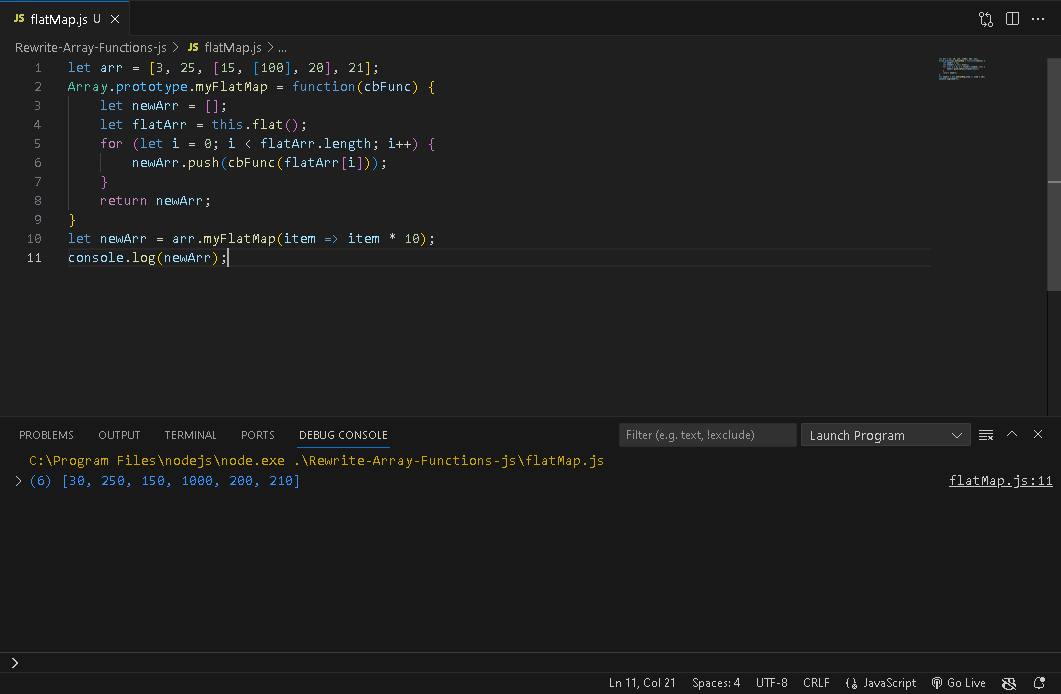 JS flatMap.js U
Rewrite-Array-Functions-js > JS flatMap.js > ...
1 let arr = [3, 25, [15, [100], 20], 21];
2 Array.prototype.myFlatMap = function(cbFunc) {
3     let newArr = [];
4     let flatArr = this.flat();
5     for (let i = 0; i < flatArr.length; i++) {
6         newArr.push(cbFunc(flatArr[i]));
7     }
8     return newArr;
9 }
10 let newArr = arr.myFlatMap(item => item * 10);
11 console.log(newArr);
PROBLEMS OUTPUT TERMINAL PORTS DEBUG CONSOLE Filter (e.g. text, !exclude) Launch Program
C:\Program Files\nodejs\node.exe .\Rewrite-Array-Functions-js\flatMap.js
> (6) [30, 250, 150, 1000, 200, 210] flatMap.js:11
>
Ln 11, Col 21 Spaces: 4 UTF-8 CRLF {} JavaScript Go Live